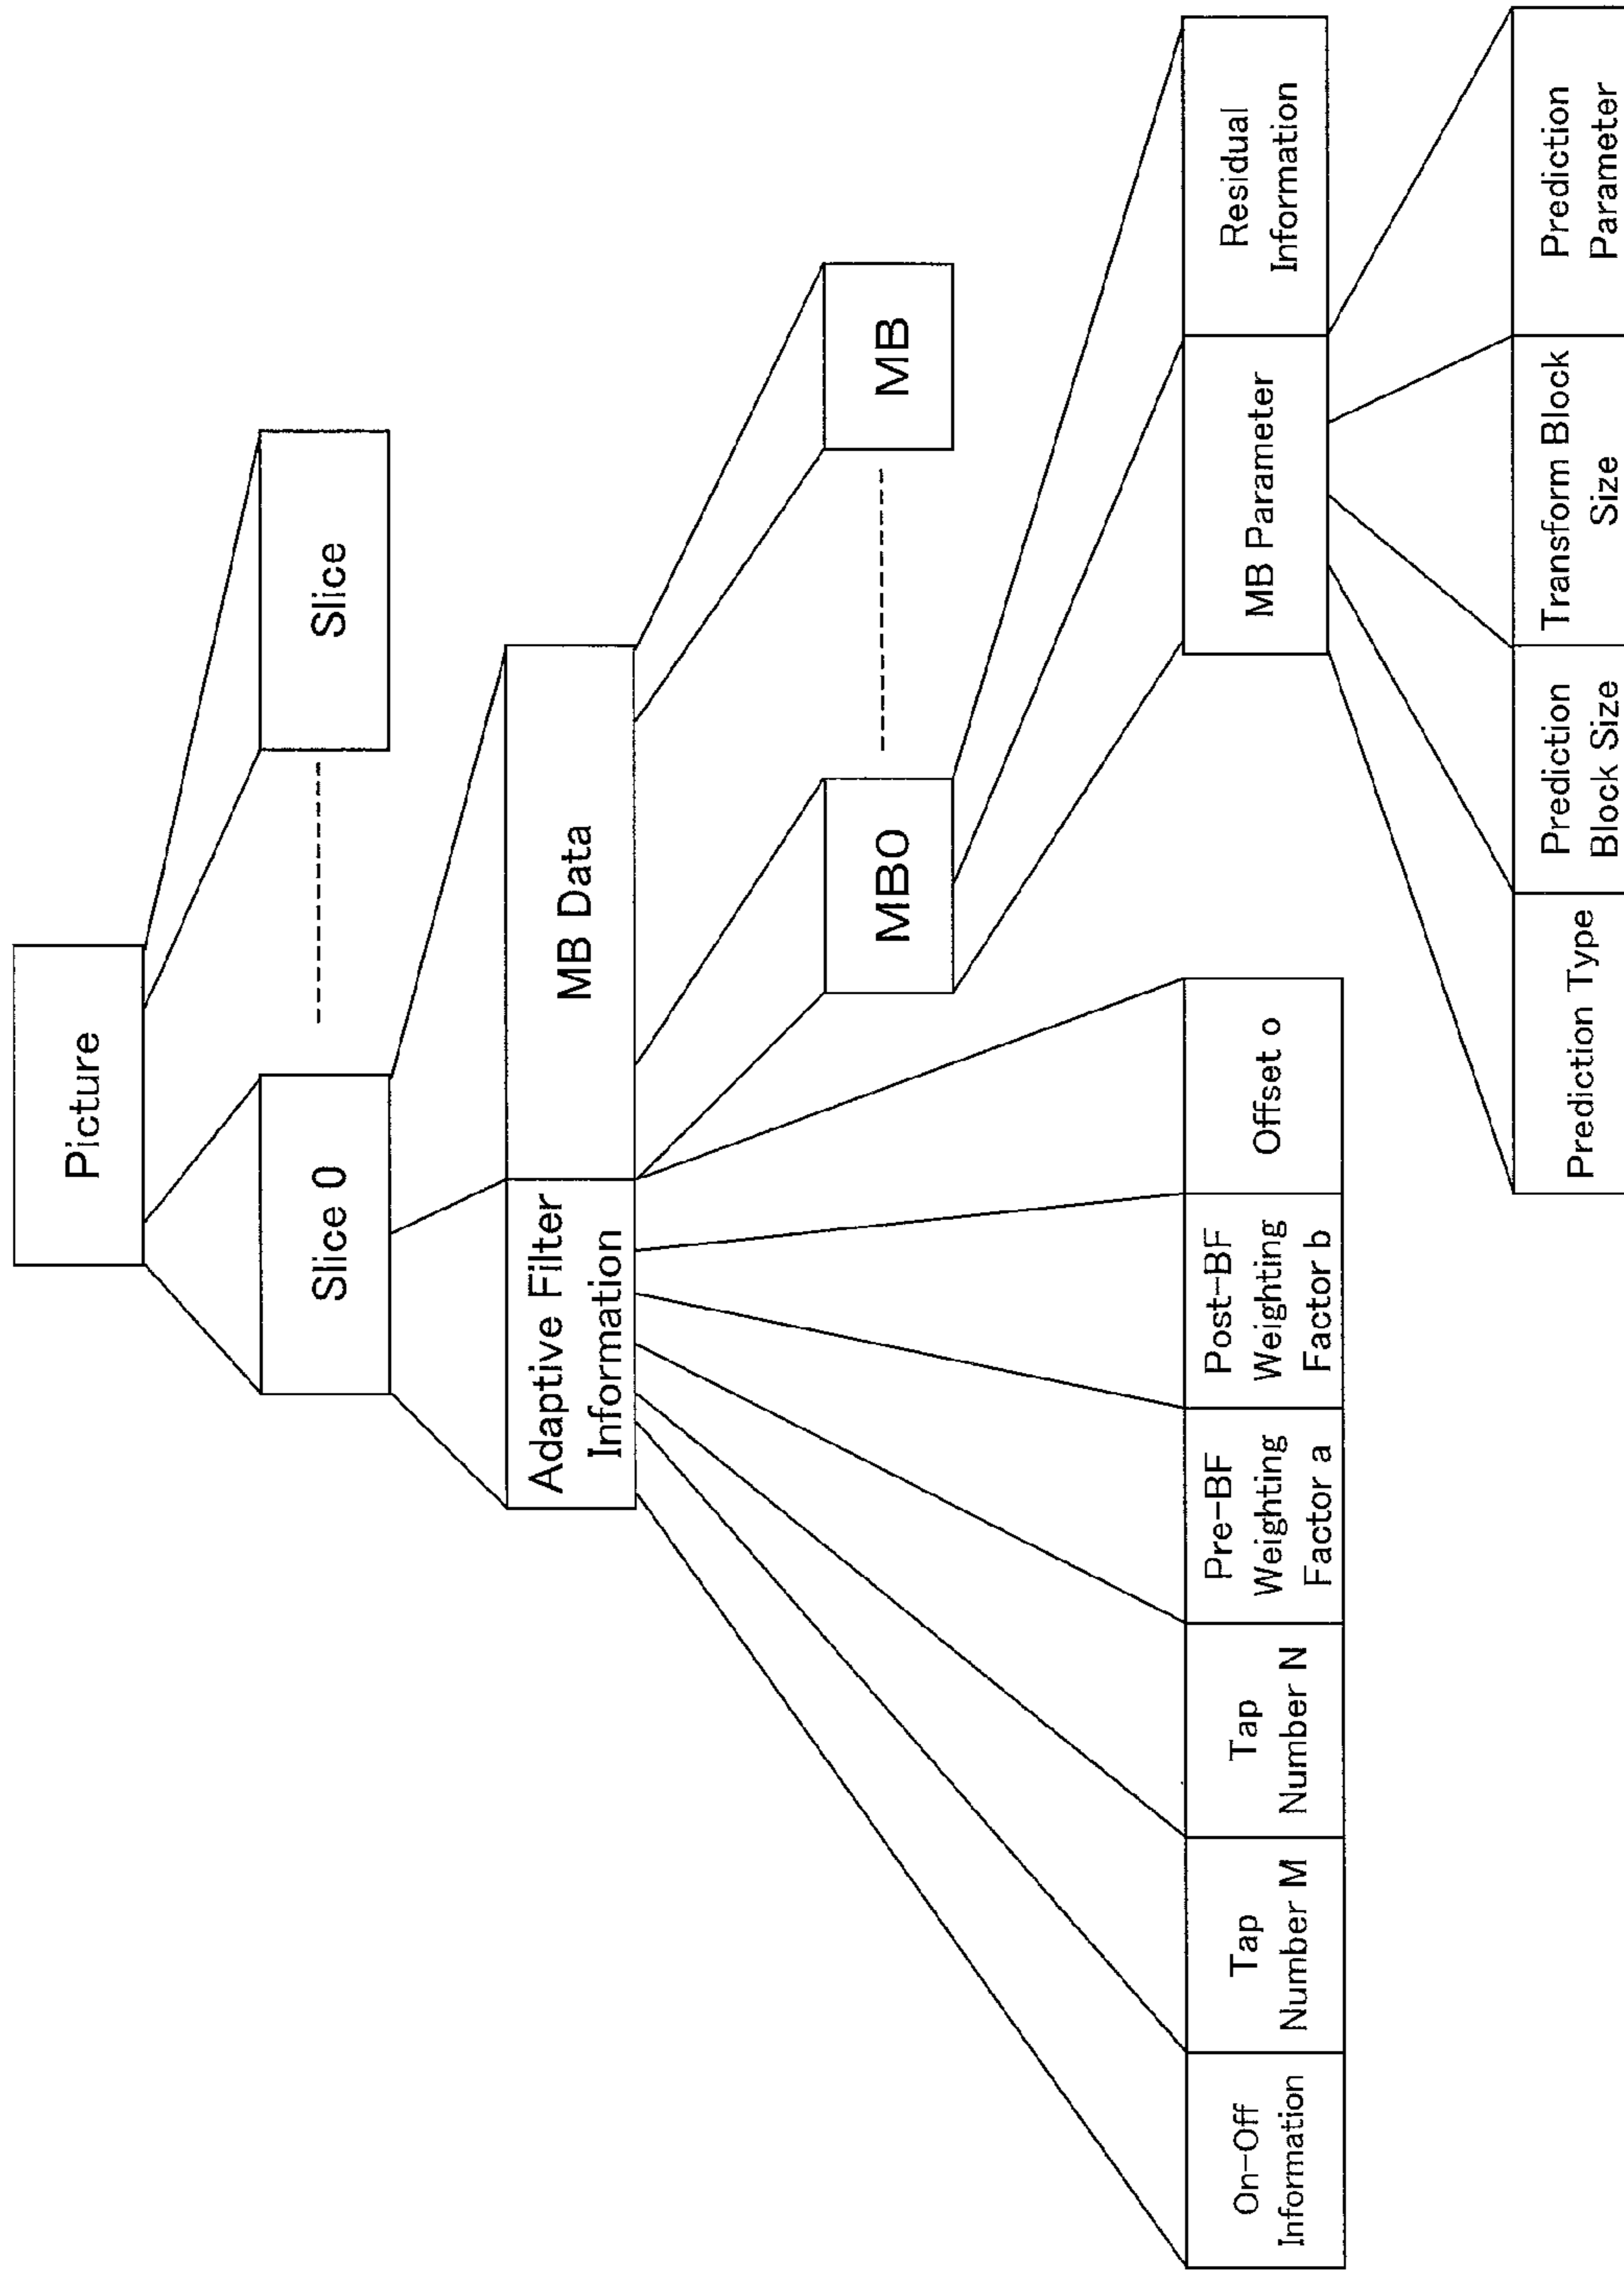 Picture
Slice 0
Slice
Adaptive Filter
Information
MB Data
MB0
MB
On-Off
Information
Tap
Number M
Tap
Number N
Pre-BF
Weighting
Factor a
Post-BF
Weighting
Factor b
Offset o
MB Parameter
Residual
Information
Prediction Type
Prediction
Block Size
Transform Block
Size
Prediction
Parameter